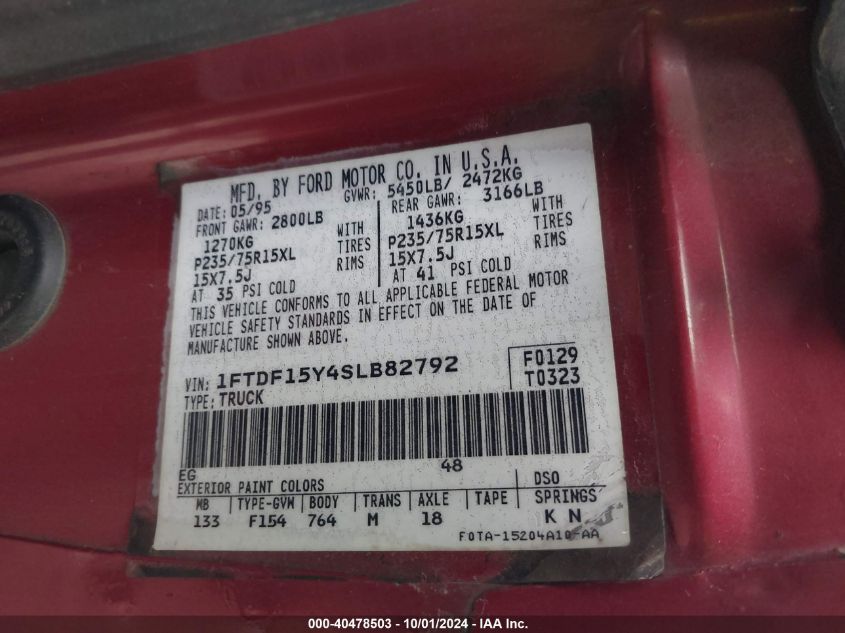 MFD. BY FORD MOTOR CO. IN U.S.A.
DATE: 05/95 GVWR: 5450LB/ 2472KG
FRONT GAWR: 2800LB REAR GAWR: 3166LB
1270KG WITH 1436KG WITH
P235/75R15XL TIRES P235/75R15XL TIRES
15X7.5J RIMS 15X7.5J RIMS
AT 35 PSI COLD AT 41 PSI COLD
THIS VEHICLE CONFORMS TO ALL APPLICABLE FEDERAL MOTOR
VEHICLE SAFETY STANDARDS IN EFFECT ON THE DATE OF
MANUFACTURE SHOWN ABOVE.
VIN: 1FTDF15Y4SLB82792 F0129
TYPE: TRUCK T0323
48
EG
EXTERIOR PAINT COLORS DSO
WB TYPE-GVW BODY TRANS AXLE TAPE SPRINGS
133 F154 764 M 18 K N
F0TA-15204A10-AA
000-40478503 - 10/01/2024 - IAAI Inc.